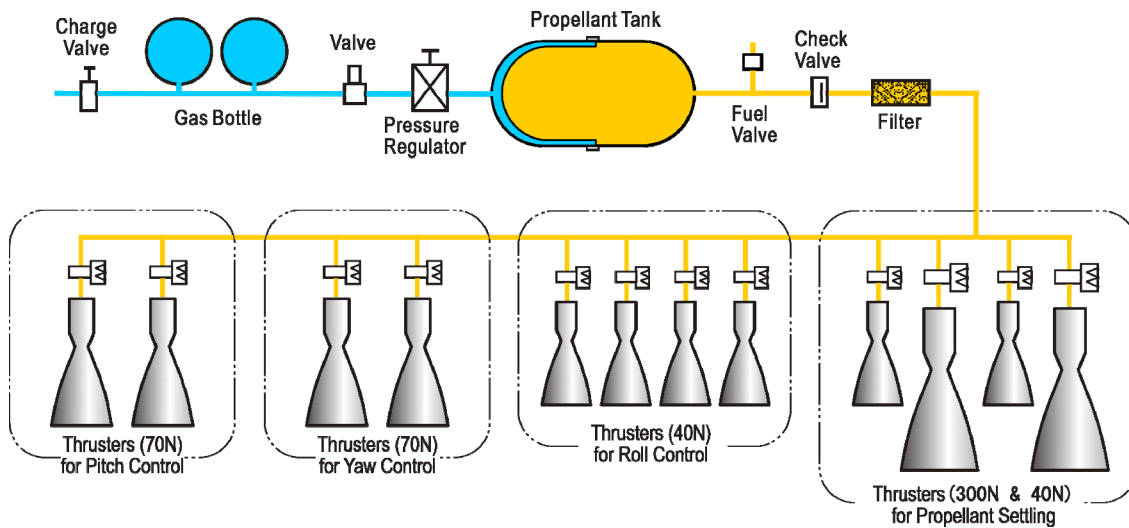 Charge
Valve
Gas Bottle
Valve
Pressure
Regulator
Propellant Tank
Fuel
Valve
Check
Valve
Filter
Thrusters (70N)
for Pitch Control
Thrusters (70N)
for Yaw Control
Thrusters (40N)
for Roll Control
Thrusters (300N & 40N)
for Propellant Settling